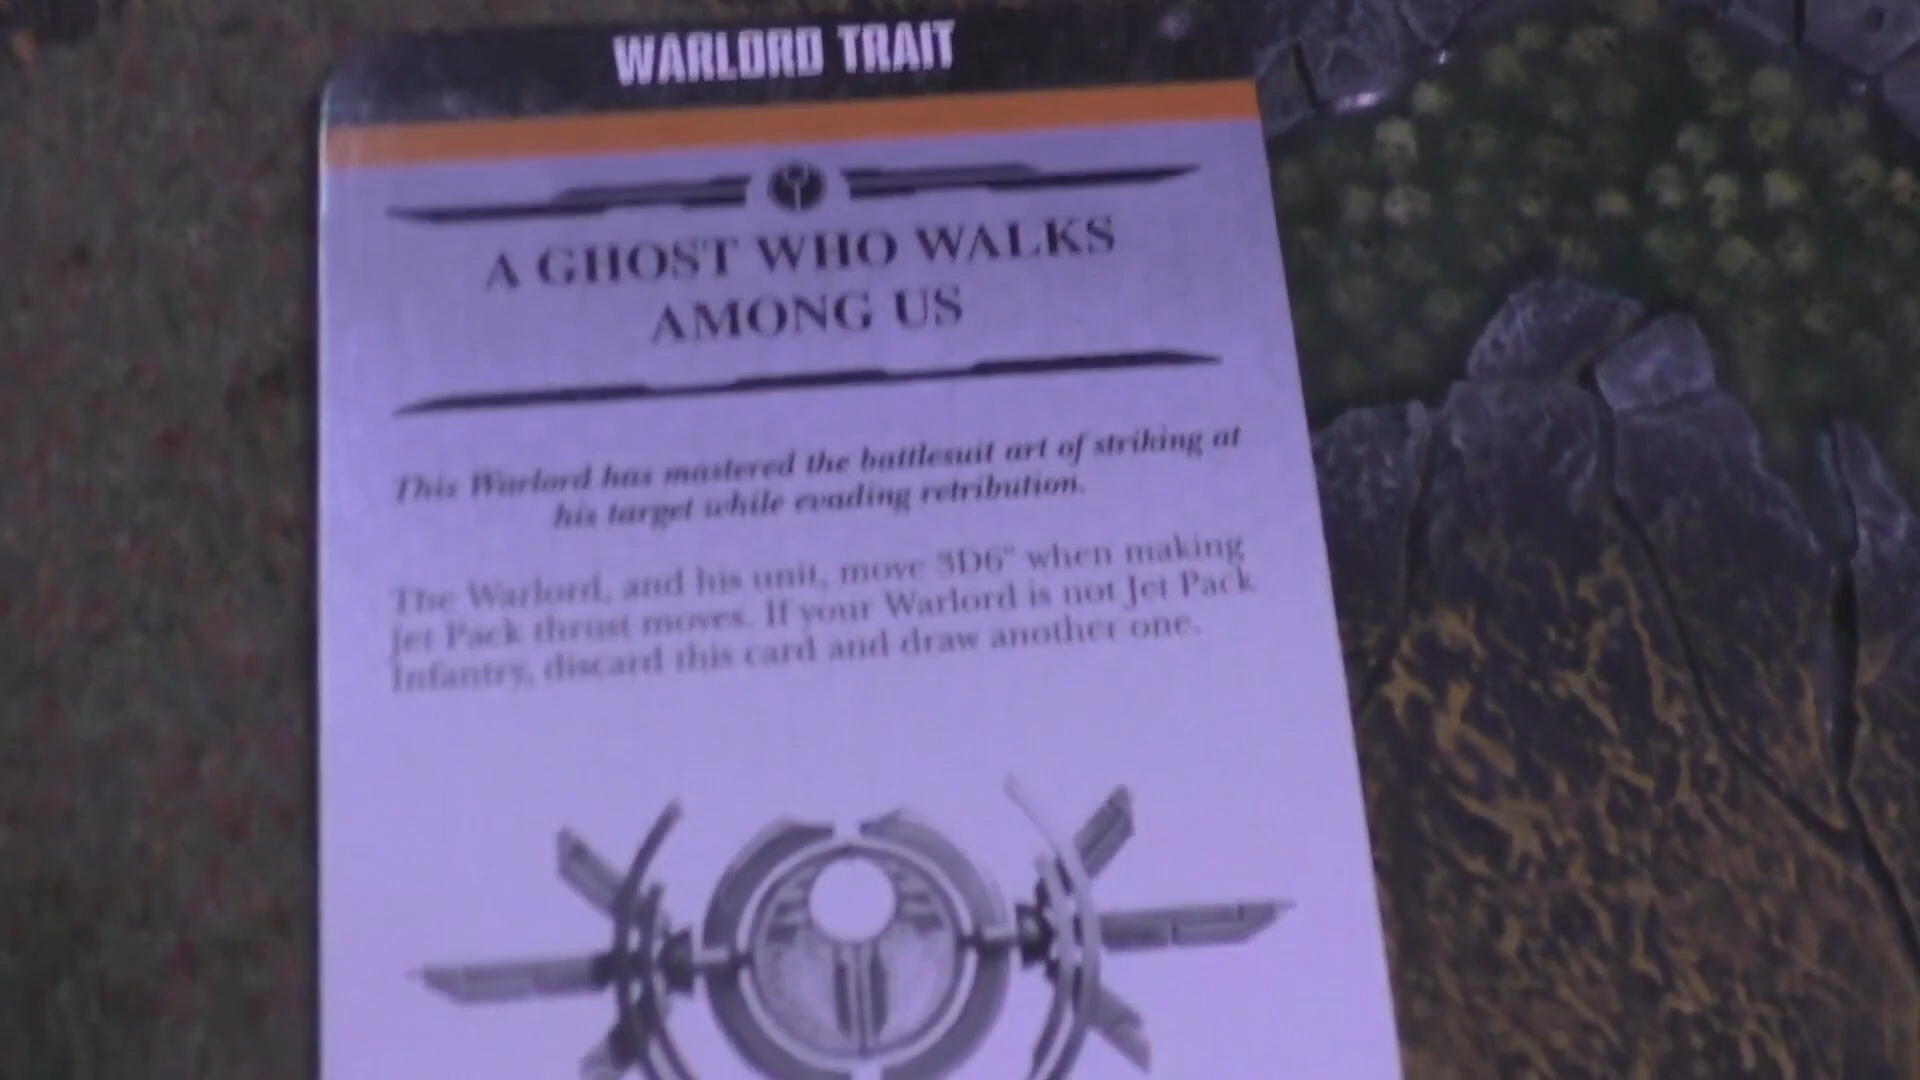 WARLORD TRAIT
A GHOST WHO WALKS
AMONG US
This Warlord has mastered the battlesuit art of striking at
his target while evading retribution.
The Warlord, and his unit, move 3D6" when making
Jet Pack thrust moves. If your Warlord is not Jet Pack
Infantry, discard this card and draw another one.